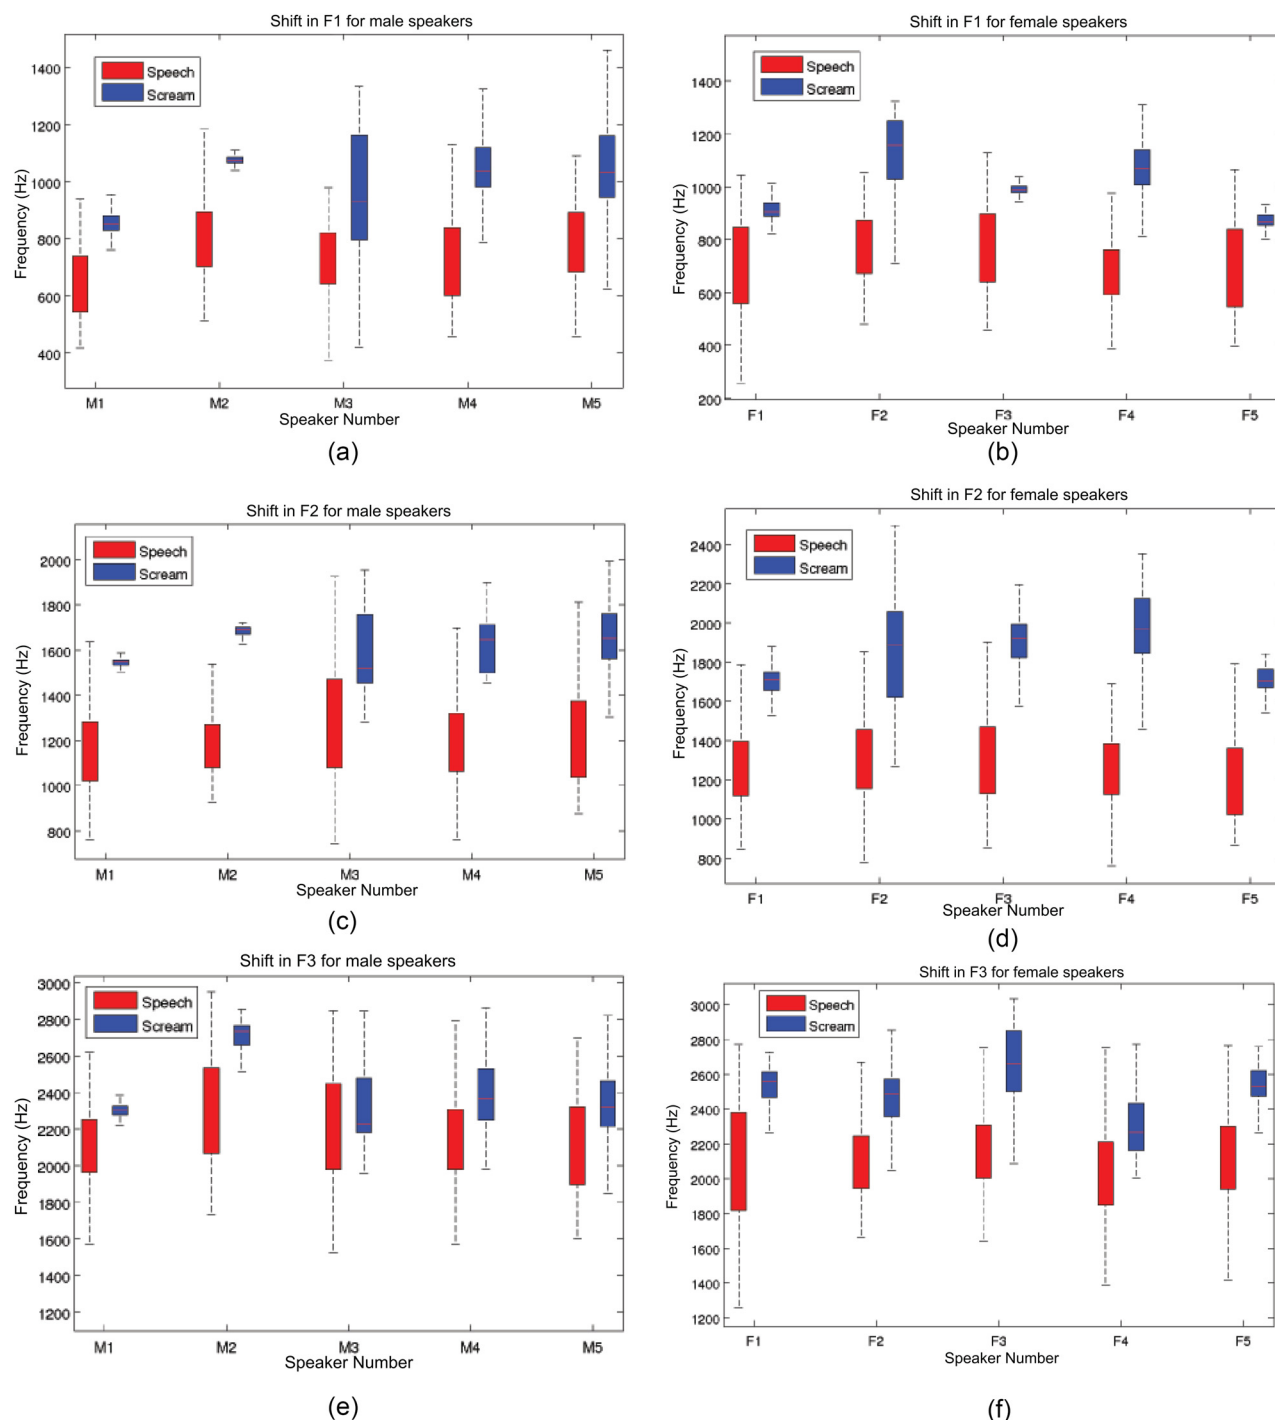 Shift in F1 for male speakers
Frequency (Hz)
1400
1200
1000
800
600
400
Speech
Scream
M1 M2 M3 M4 M5
Speaker Number
(a)
Shift in F1 for female speakers
Frequency (Hz)
1400
1200
1000
800
600
400
200
Speech
Scream
F1 F2 F3 F4 F5
Speaker Number
(b)
Shift in F2 for male speakers
Frequency (Hz)
2000
1800
1600
1400
1200
1000
800
Speech
Scream
M1 M2 M3 M4 M5
Speaker Number
(c)
Shift in F2 for female speakers
Frequency (Hz)
2400
2200
2000
1800
1600
1400
1200
1000
800
Speech
Scream
F1 F2 F3 F4 F5
Speaker Number
(d)
Shift in F3 for male speakers
Frequency (Hz)
3000
2800
2600
2400
2200
2000
1800
1600
1400
1200
Speech
Scream
M1 M2 M3 M4 M5
Speaker Number
(e)
Shift in F3 for female speakers
Frequency (Hz)
3000
2800
2600
2400
2200
2000
1800
1600
1400
1200
Speech
Scream
F1 F2 F3 F4 F5
Speaker Number
(f)